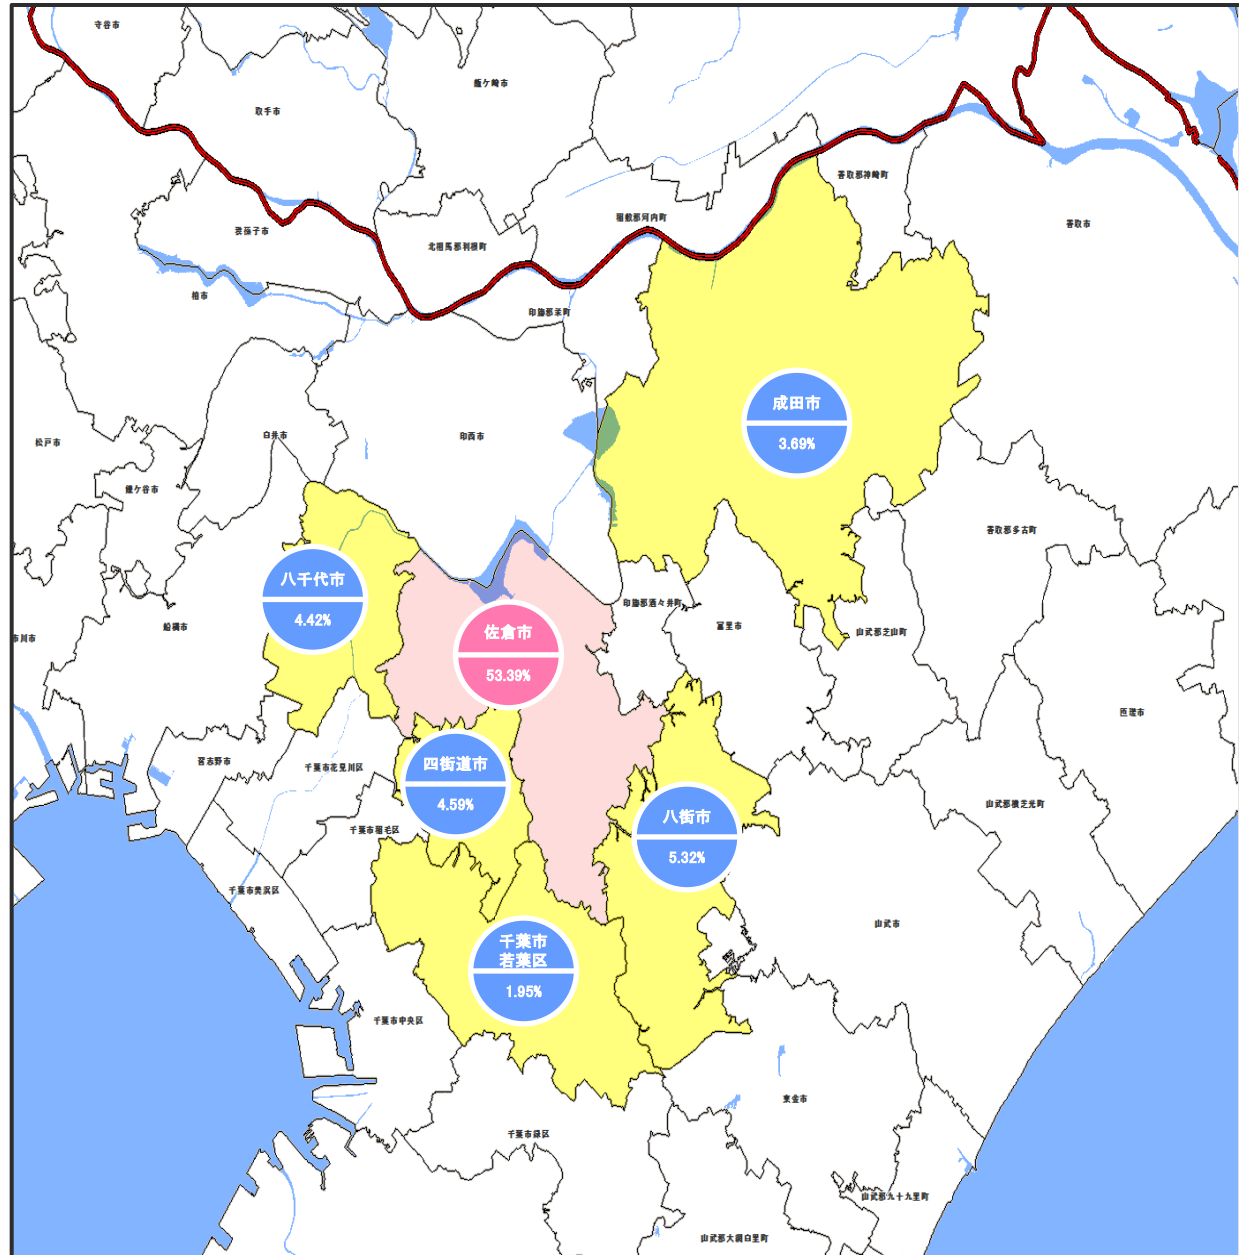 守谷市
龍ケ崎市
取手市
香取郡神崎町
稲敷郡河内町
香取市
我孫子市
北相馬郡利根町
柏市
印旛郡栄町
成田市
3.69%
松戸市
白井市
印西市
鎌ケ谷市
香取郡多古町
八千代市
4.42%
印旛郡酒々井町
船橋市
冨里市
山武郡芝山町
市川市
佐倉市
53.39%
匝瑳市
習志野市
千葉市花見川区
四街道市
4.59%
八街市
5.32%
山武郡横芝光町
千葉市稲毛区
千葉市美浜区
山武市
千葉市
若葉区
1.95%
千葉市中央区
東金市
千葉市緑区
山武郡九十九里町
山武郡大網白里町